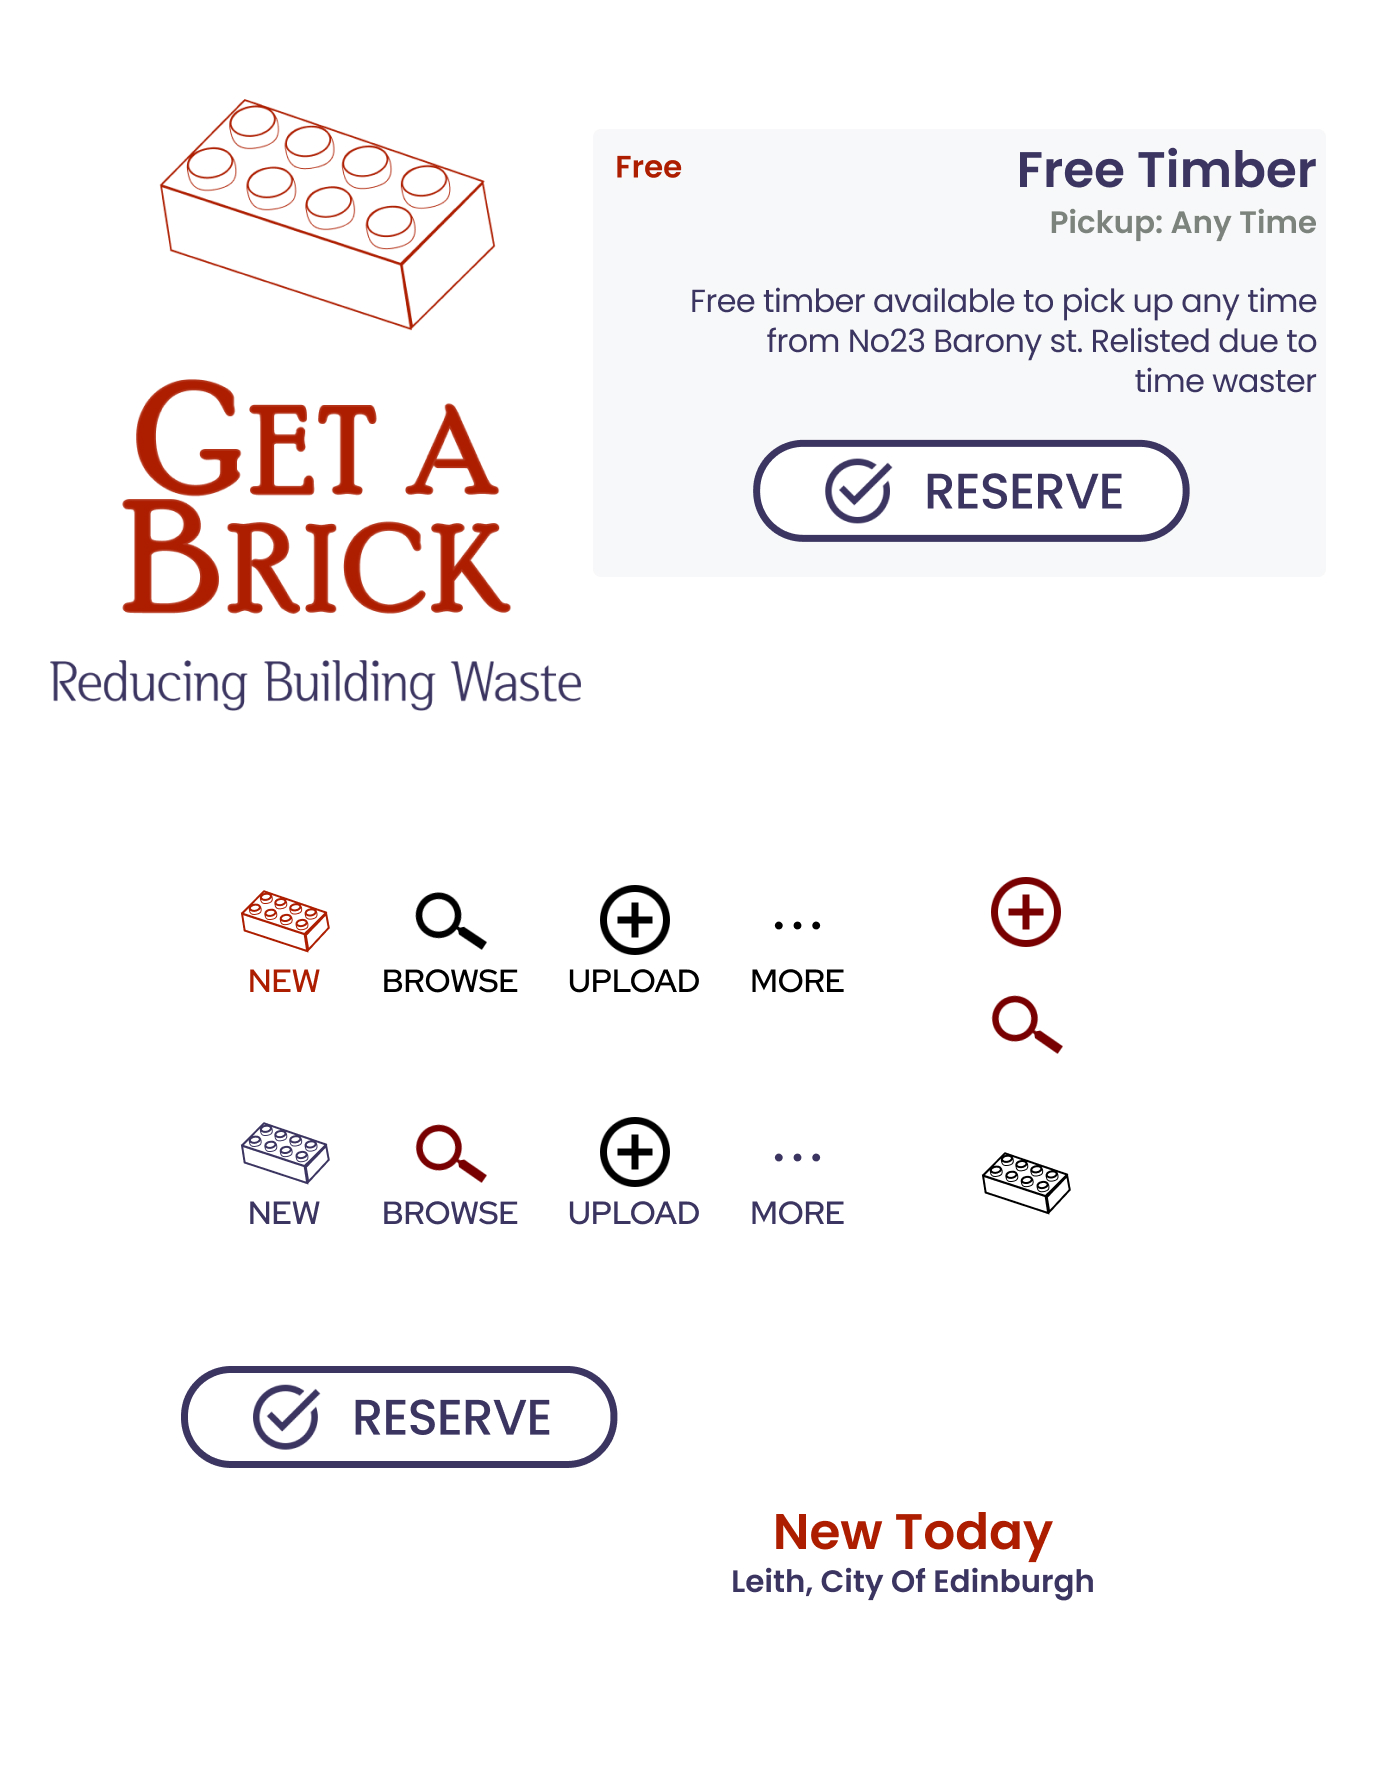 GET A
BRICK
Reducing Building Waste
Free
Free Timber
Pickup: Any Time
Free timber available to pick up any time
from No23 Barony st. Relisted due to
time waster
RESERVE
NEW
BROWSE
UPLOAD
MORE
NEW
BROWSE
UPLOAD
MORE
RESERVE
New Today
Leith, City Of Edinburgh